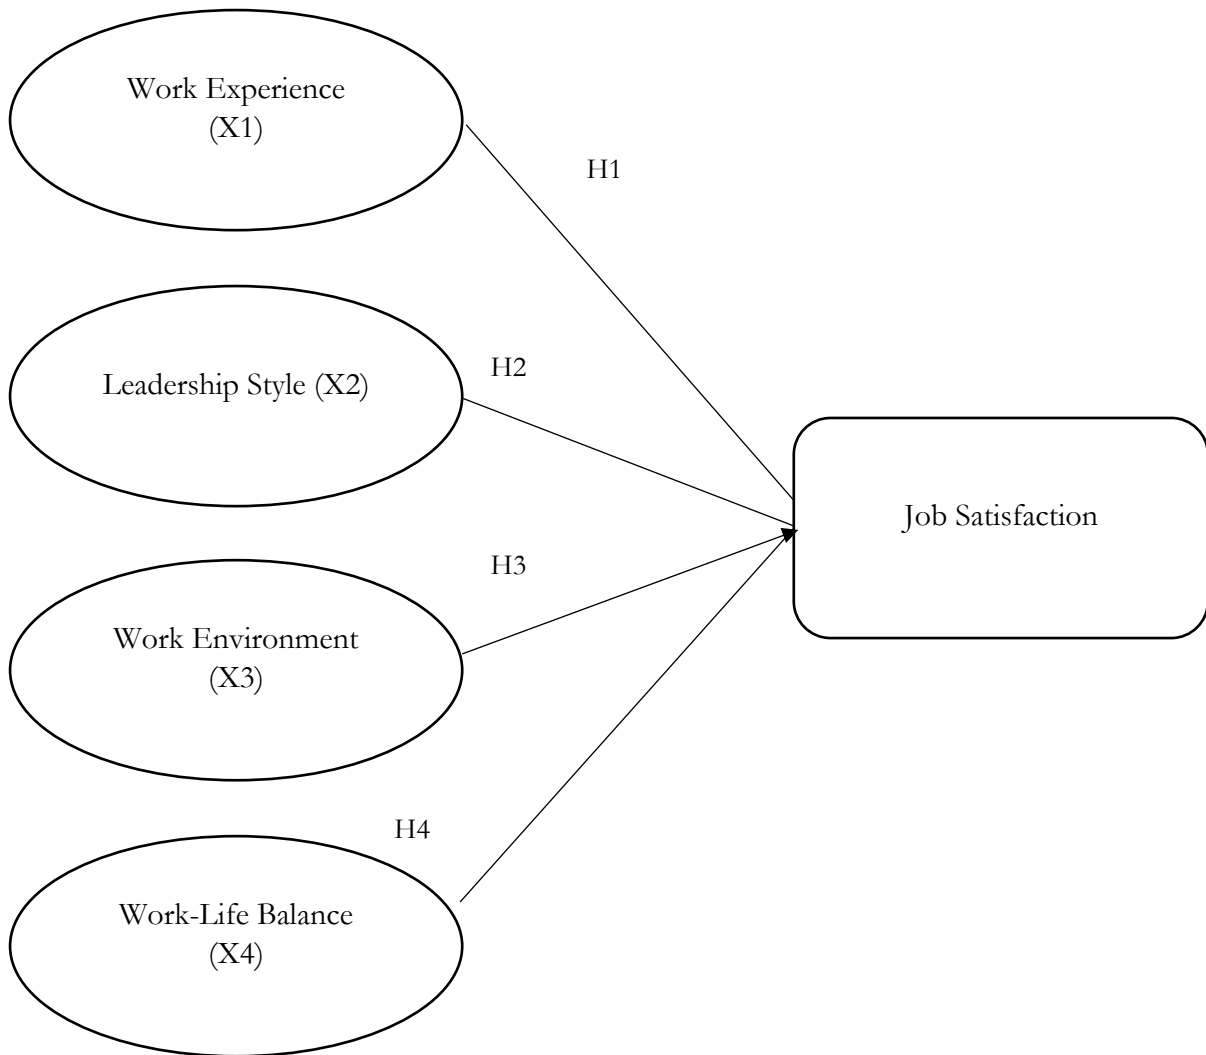 Work Experience
(X1)
H1
Leadership Style (X2)
H2
Job Satisfaction
H3
Work Environment
(X3)
H4
Work-Life Balance
(X4)